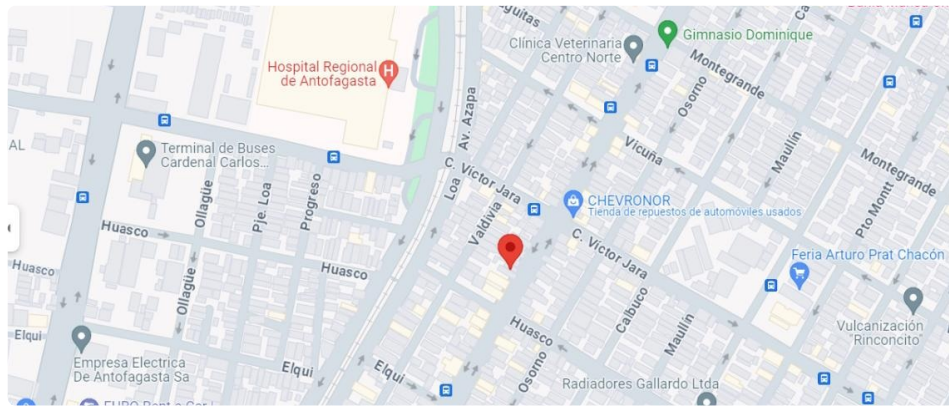 Clínica Veterinaria
Centro Norte
Gimnasio Dominique
Hospital Regional
de Antofagasta
H
Av. Azapa
Osorno
Montegrande
Vicuña
Maullín
Montegrande
AL
Terminal de Buses
Cardenal Carlos...
C. Víctor Jara
Loa
Valdivia
CHEVRONOR
Tienda de repuestos de automóviles usados
Pto Montt
Ollagüe
Pje. Loa
Progreso
Huasco
Huasco
C. Víctor Jara
Feria Arturo Prat Chacón
Huasco
Ollagüe
Calbuco
Maullín
Huasco
Elqui
Vulcanización
"Rinconcito"
Empresa Electrica
De Antofagasta Sa
Elqui
Elqui
Osorno
Radiadores Gallardo Ltda